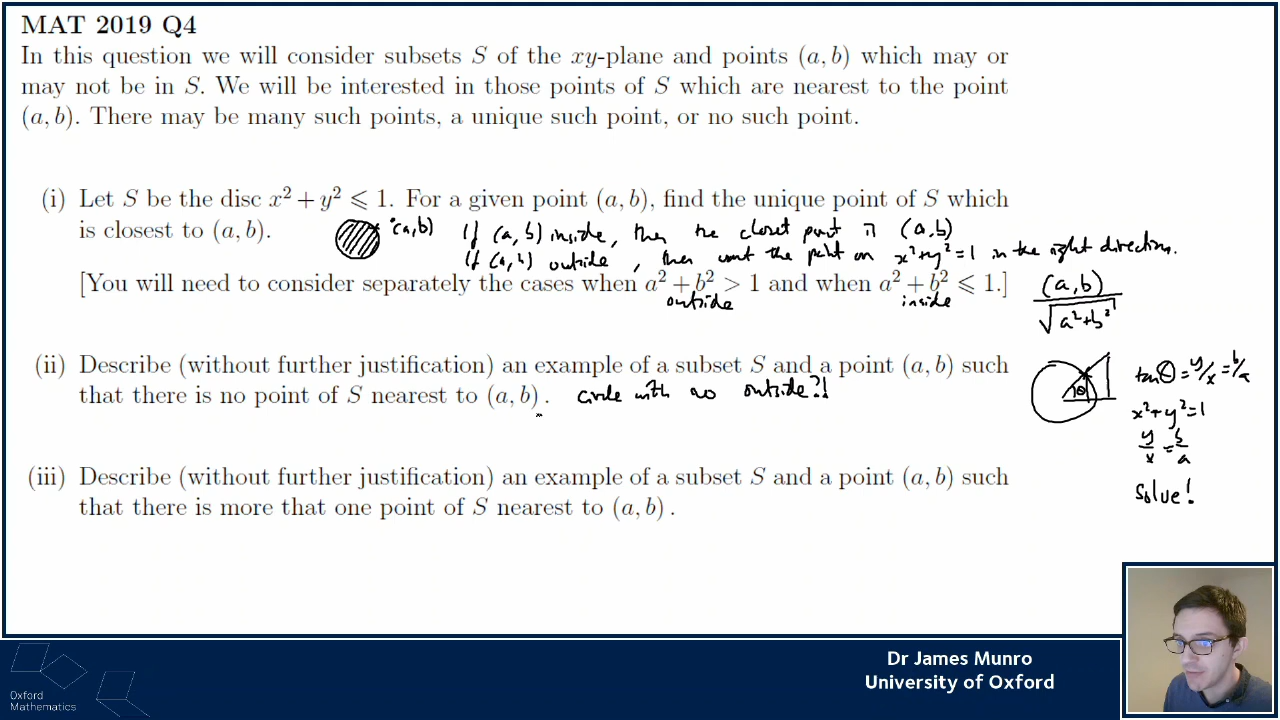 MAT 2019 Q4
In this question we will consider subsets S of the xy-plane and points (a, b) which may or
may not be in S. We will be interested in those points of S which are nearest to the point
(a, b). There may be many such points, a unique such point, or no such point.
(i) Let S be the disc x² + y² ⩽ 1. For a given point (a, b), find the unique point of S which
is closest to (a, b).
(a,b)
If (a, b) inside, then the closet point is (a,b)
If (a, b) outside, then want the point on x²+y²=1 in the right direction.
[You will need to consider separately the cases when a² + b² > 1 and when a² + b² ⩽ 1.]
outside
inside
(a,b)
√a²+b²
(ii) Describe (without further justification) an example of a subset S and a point (a, b) such
that there is no point of S nearest to (a, b). circle with no outside?!
θ
tanθ = y/x = b/a
x²+y²=1
y/x = b/a
Solve!
(iii) Describe (without further justification) an example of a subset S and a point (a, b) such
that there is more that one point of S nearest to (a, b) .
Oxford
Mathematics
Dr James Munro
University of Oxford